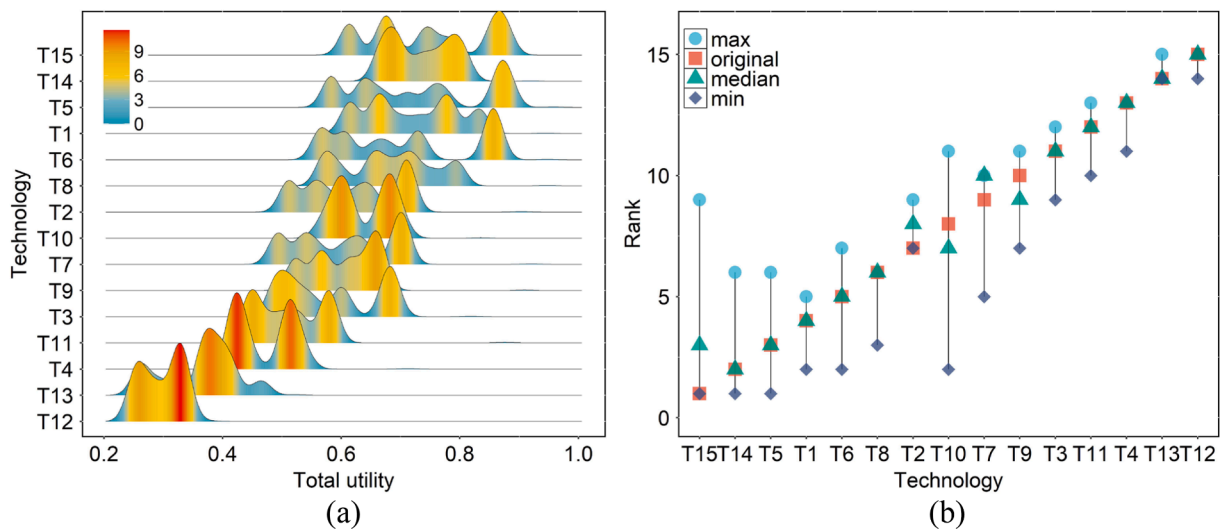 Technology
T15
T14
T5
T1
T6
T8
T2
T10
T7
T9
T3
T11
T4
T13
T12
9
6
3
0
0.2 0.4 0.6 0.8 1.0
Total utility
(a)
Rank
15
10
5
0
max
original
median
min
T15 T14 T5 T1 T6 T8 T2 T10 T7 T9 T3 T11 T4 T13 T12
Technology
(b)